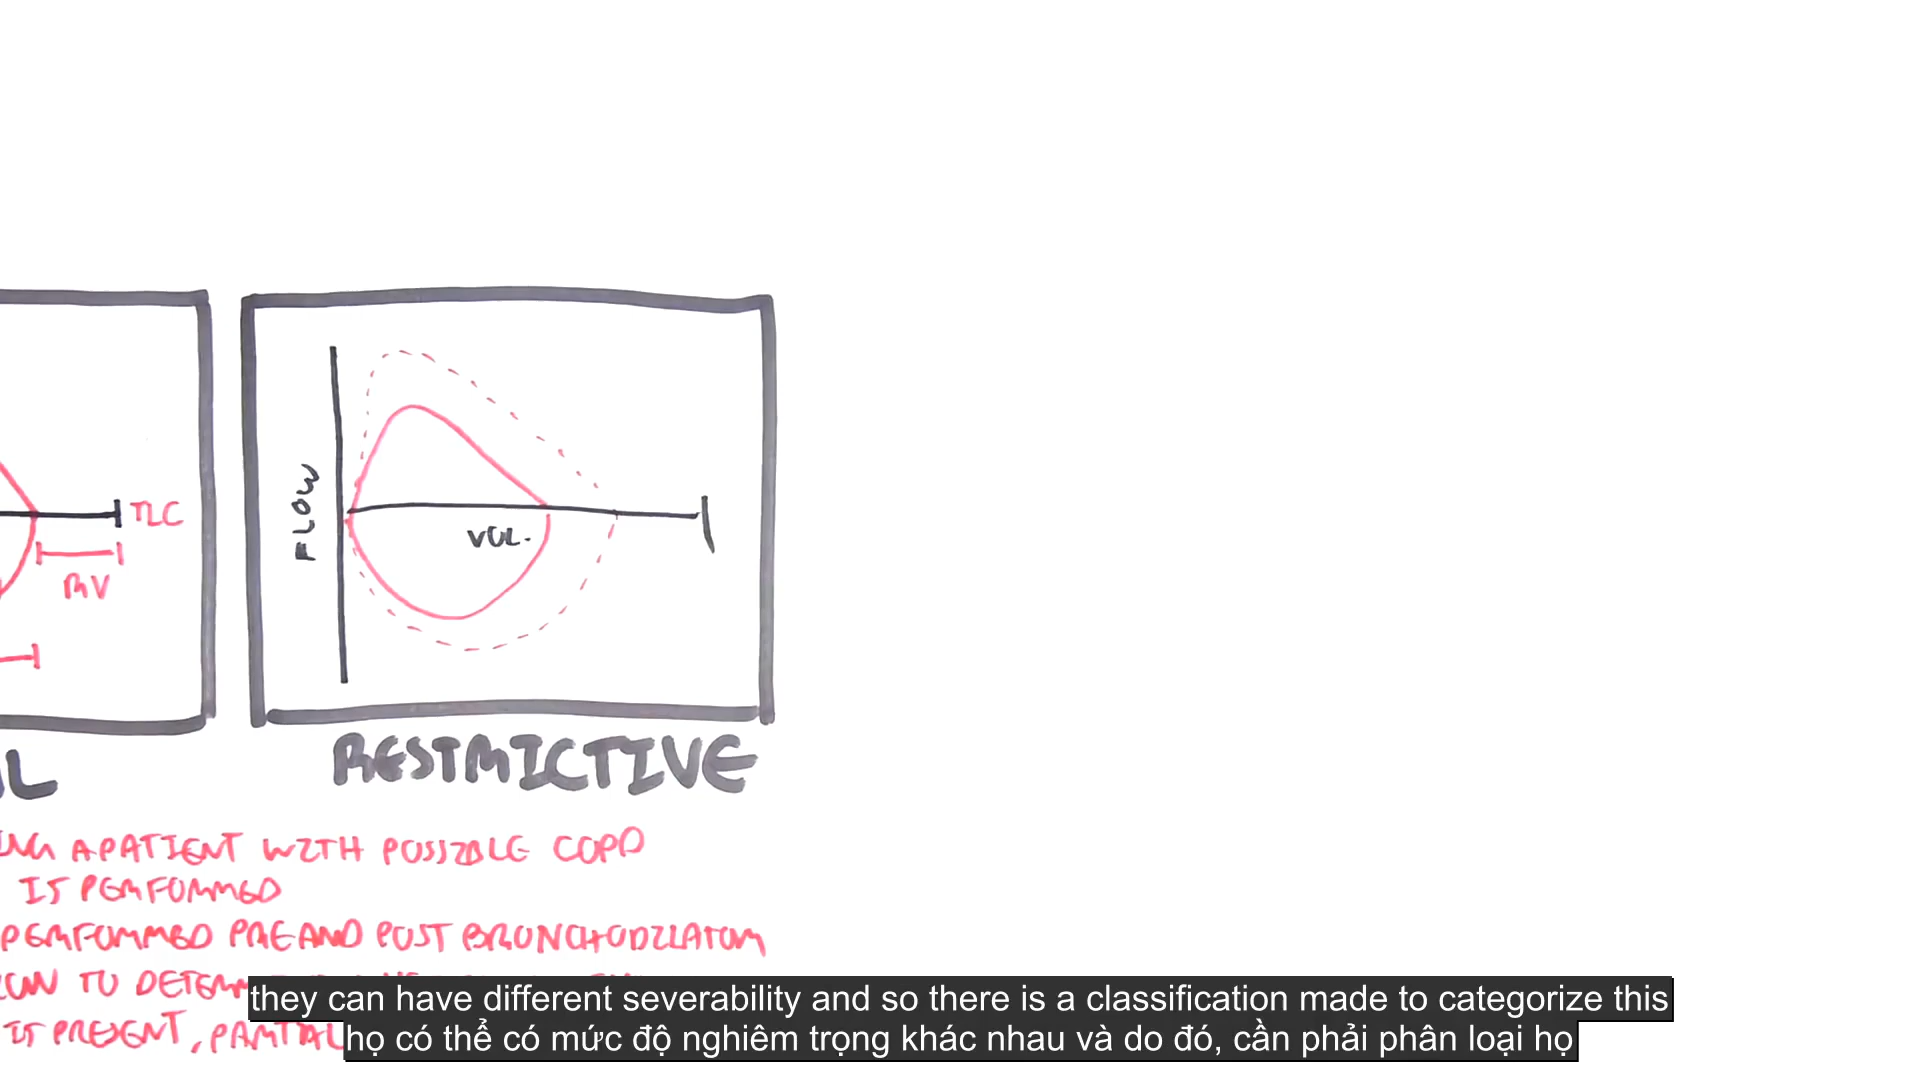 TLC
RV
FLOW
VOL.
L
RESTRICTIVE
ING A PATIENT WITH POSSIBLE COPD
IS PERFORMED
PERFORMED PRE AND POST BRONCHODILATOR
TO
IS PRESENT, PARTIAL
they can have different severability and so there is a classification made to categorize this
họ có thể có mức độ nghiêm trọng khác nhau và do đó, cần phải phân loại họ